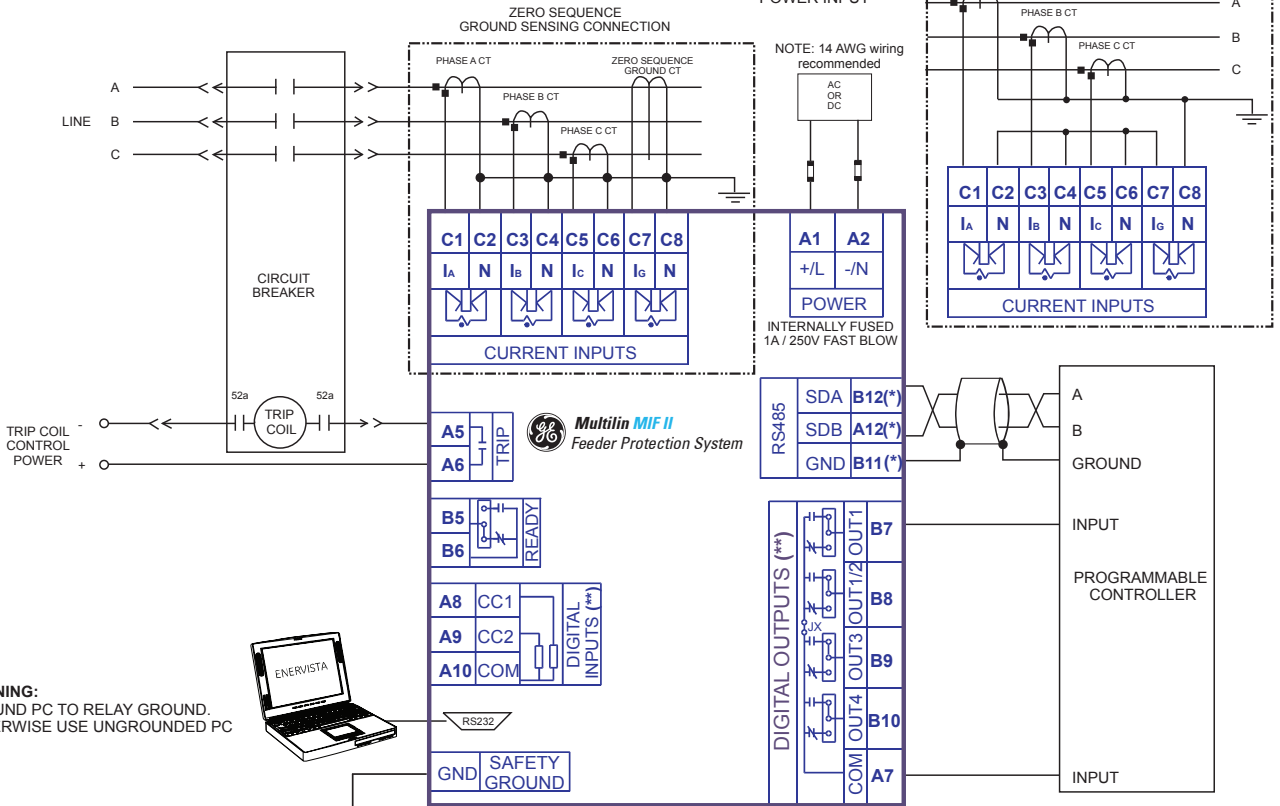 ZERO SEQUENCE
GROUND SENSING CONNECTION
PHASE A CT
ZERO SEQUENCE
GROUND CT
PHASE B CT
PHASE C CT
A
LINE B
C
CIRCUIT
BREAKER
52a
52a
TRIP
COIL
TRIP COIL
CONTROL
POWER
-
+
C1 C2 C3 C4 C5 C6 C7 C8
IA N IB N IC N IG N
CURRENT INPUTS
POWER INPUT
NOTE: 14 AWG wiring
recommended
AC
OR
DC
A1 A2
+/L -/N
POWER
INTERNALLY FUSED
1A / 250V FAST BLOW
A
PHASE B CT
B
PHASE C CT
C
C1 C2 C3 C4 C5 C6 C7 C8
IA N IB N IC N IG N
CURRENT INPUTS
A5
A6
TRIP
GE
Multilin MIF II
Feeder Protection System
B5
B6
READY
A8 CC1
A9 CC2
A10 COM
DIGITAL
INPUTS (**)
RS485
SDA B12(*)
SDB A12(*)
GND B11(*)
DIGITAL OUTPUTS (**)
OUT1 B7
OUT1/2 B8
JX
OUT3 B9
OUT4 B10
COM A7
A
B
GROUND
INPUT
PROGRAMMABLE
CONTROLLER
INPUT
ENERVISTA
RS232
NING:
UND PC TO RELAY GROUND.
ERWISE USE UNGROUNDED PC
GND SAFETY
GROUND